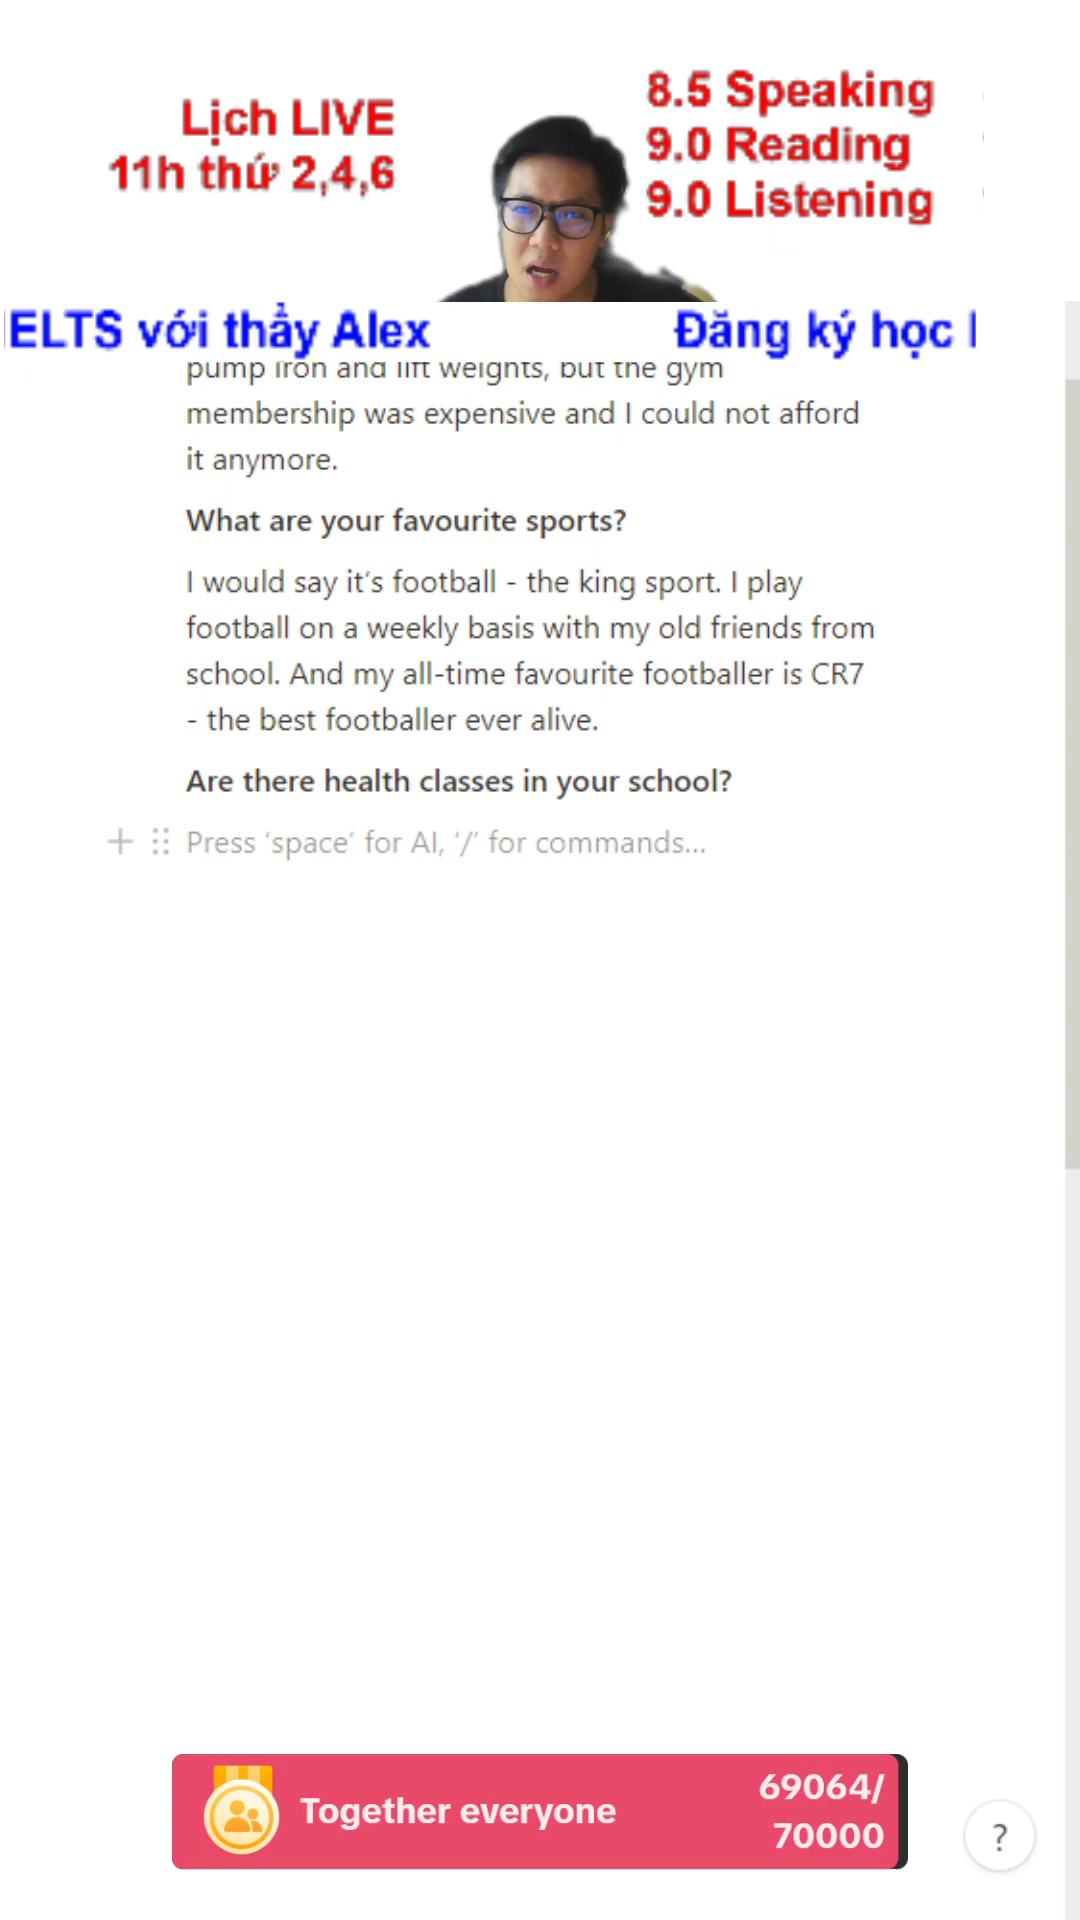 Lịch LIVE
11h thứ 2,4,6
8.5 Speaking
9.0 Reading
9.0 Listening
IELTS với thầy Alex
Đăng ký học
pump iron and lift weights, but the gym
membership was expensive and I could not afford
it anymore.
What are your favourite sports?
I would say it’s football - the king sport. I play
football on a weekly basis with my old friends from
school. And my all-time favourite footballer is CR7
- the best footballer ever alive.
Are there health classes in your school?
Press ‘space’ for AI, ‘/’ for commands...
Together everyone
69064/
70000
?